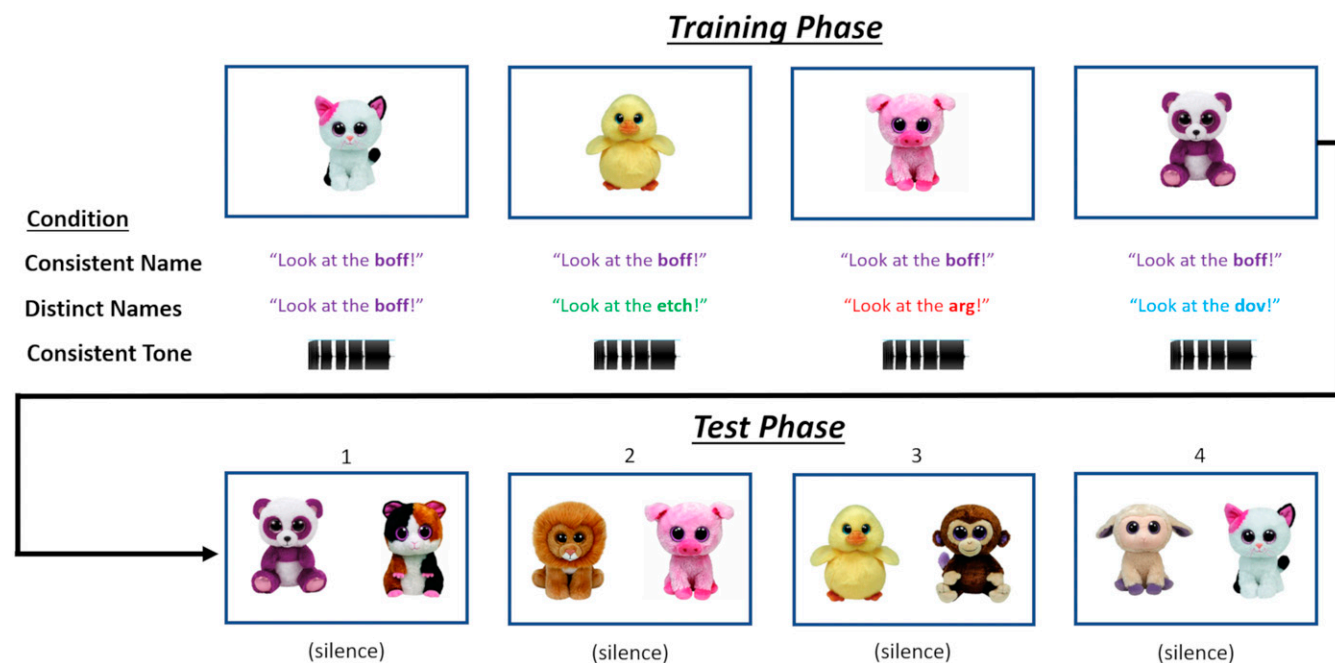 Training Phase
Condition
Consistent Name "Look at the boff!" "Look at the boff!" "Look at the boff!" "Look at the boff!"
Distinct Names "Look at the boff!" "Look at the etch!" "Look at the arg!" "Look at the dov!"
Consistent Tone
Test Phase
1 2 3 4
(silence) (silence) (silence) (silence)